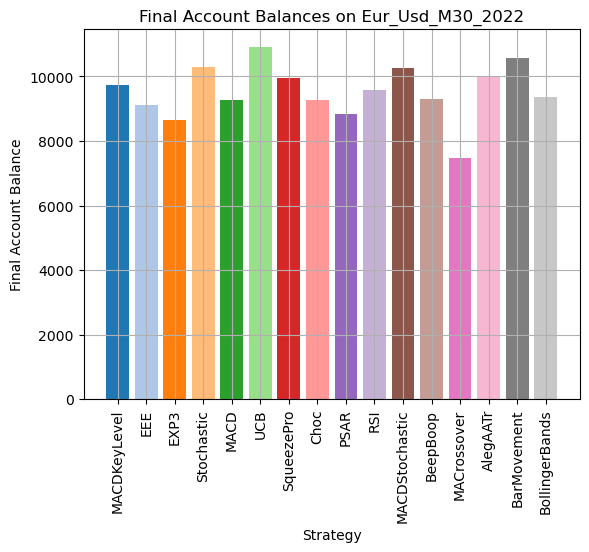 Final Account Balances on Eur_Usd_M30_2022
Final Account Balance
10000
8000
6000
4000
2000
0
MACDKeyLevel
EEE
EXP3
Stochastic
MACD
UCB
SqueezePro
Choc
PSAR
RSI
MACDStochastic
BeepBoop
MACrossover
AlegAATr
BarMovement
BollingerBands
Strategy